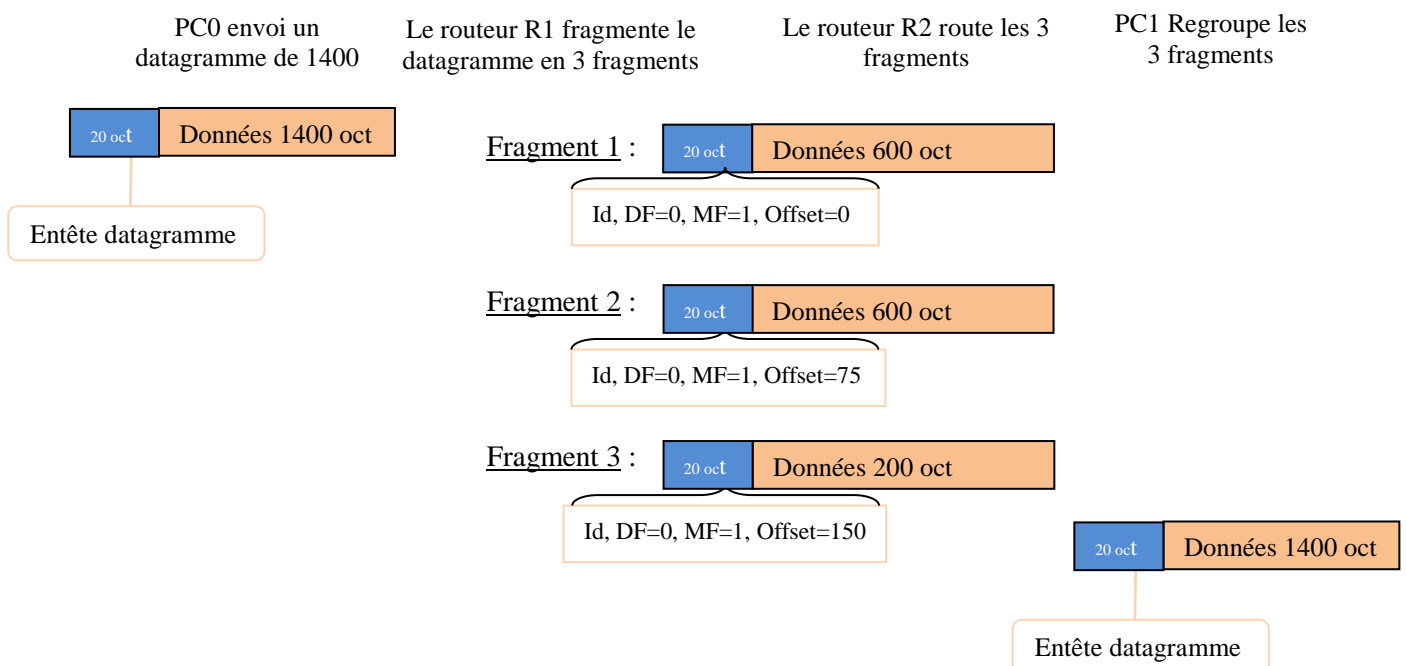 PC0 envoi un
datagramme de 1400
Le routeur R1 fragmente le
datagramme en 3 fragments
Le routeur R2 route les 3
fragments
PC1 Regroupe les
3 fragments
20 oct Données 1400 oct
Entête datagramme
Fragment 1 : 20 oct Données 600 oct
Id, DF=0, MF=1, Offset=0
Fragment 2 : 20 oct Données 600 oct
Id, DF=0, MF=1, Offset=75
Fragment 3 : 20 oct Données 200 oct
Id, DF=0, MF=1, Offset=150
20 oct Données 1400 oct
Entête datagramme